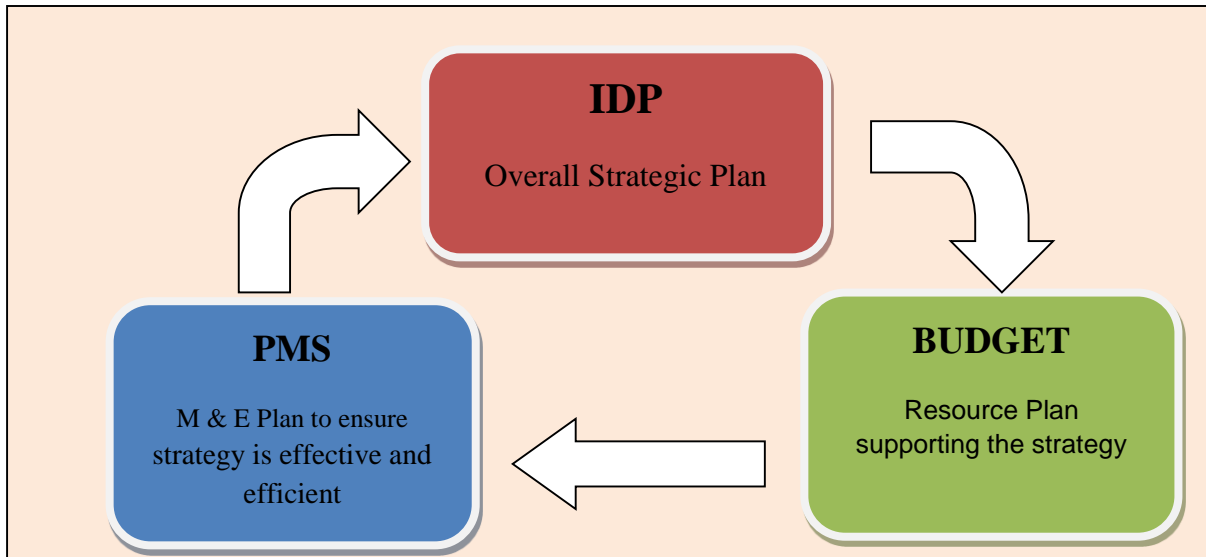 IDP
Overall Strategic Plan
PMS
M & E Plan to ensure
strategy is effective and
efficient
BUDGET
Resource Plan
supporting the strategy